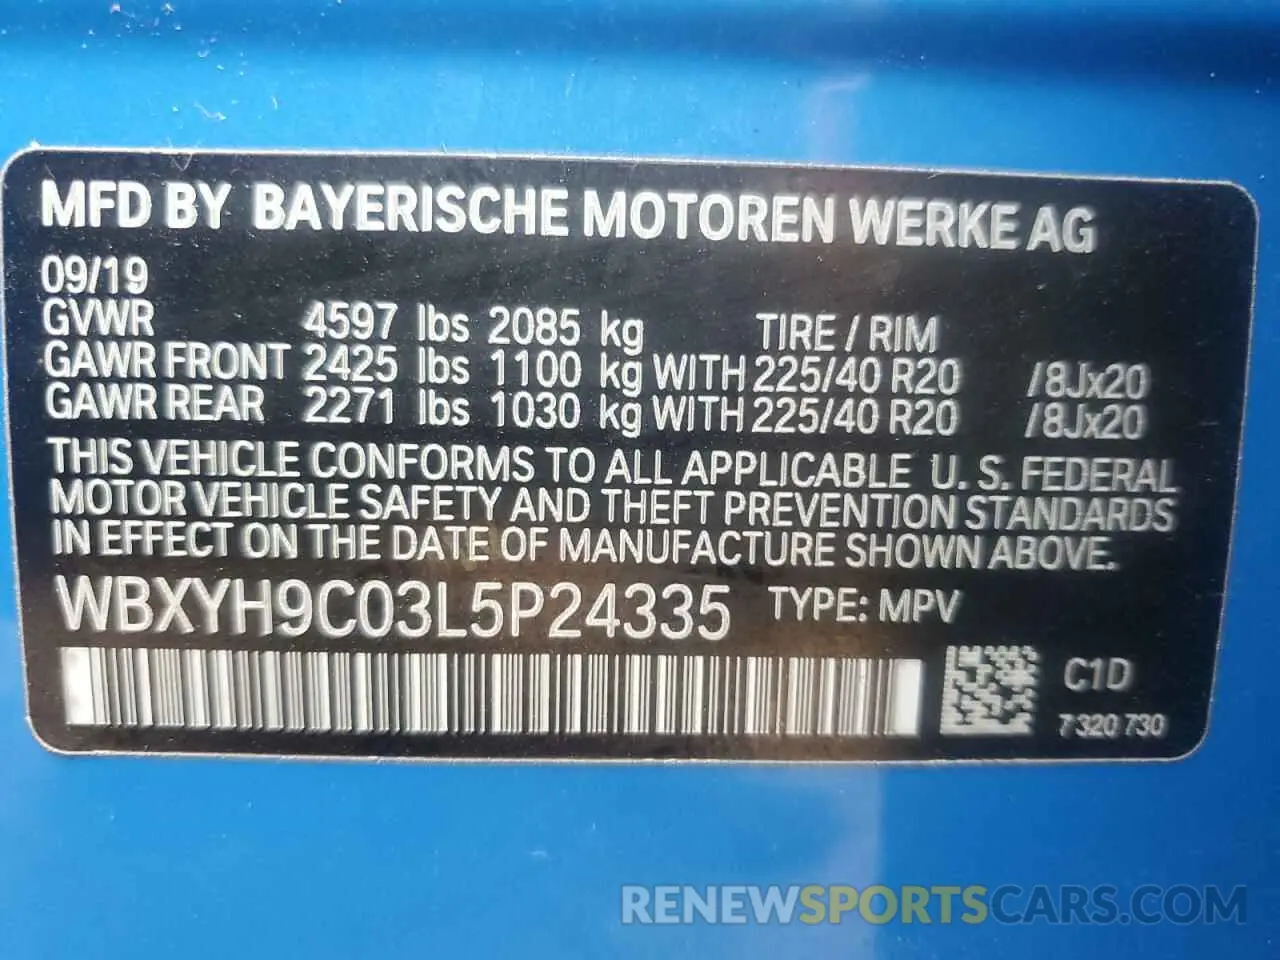 MFD BY BAYERISCHE MOTOREN WERKE AG
09/19
GVWR 4597 lbs 2085 kg TIRE / RIM
GAWR FRONT 2425 lbs 1100 kg WITH 225/40 R20 /8Jx20
GAWR REAR 2271 lbs 1030 kg WITH 225/40 R20 /8Jx20
THIS VEHICLE CONFORMS TO ALL APPLICABLE U. S. FEDERAL
MOTOR VEHICLE SAFETY AND THEFT PREVENTION STANDARDS
IN EFFECT ON THE DATE OF MANUFACTURE SHOWN ABOVE.
WBXYH9C03L5P24335 TYPE: MPV
C1D
7 320 730
RENEWSPORTSCARS.COM